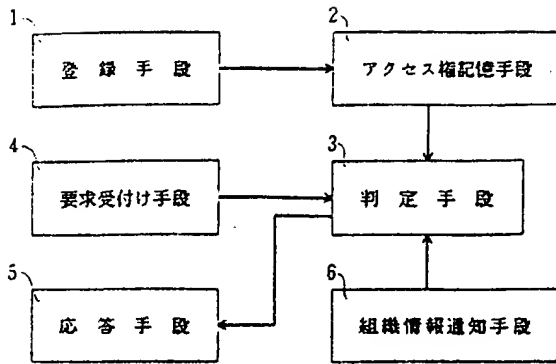 1
登録手段
2
アクセス権記憶手段
4
要求受付け手段
3
判定手段
5
応答手段
6
組織情報通知手段